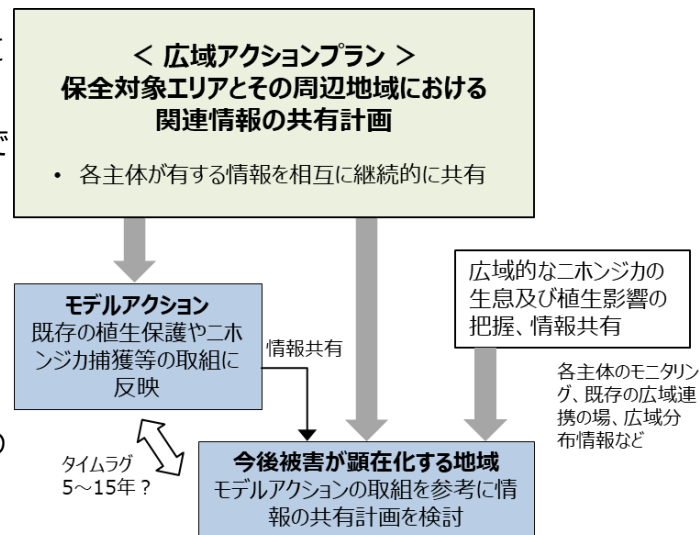 ＜ 広域アクションプラン ＞
保全対象エリアとその周辺地域における
関連情報の共有計画
• 各主体が有する情報を相互に継続的に共有
広域的なニホンジカの
生息及び植生影響の
把握、情報共有
モデルアクション
既存の植生保護やニホ
ンジカ捕獲等の取組に
反映
情報共有
各主体のモニタリン
グ、既存の広域連
携の場、広域分
布情報など
タイムラグ
5～15年？
今後被害が顕在化する地域
モデルアクションの取組を参考に情
報の共有計画を検討